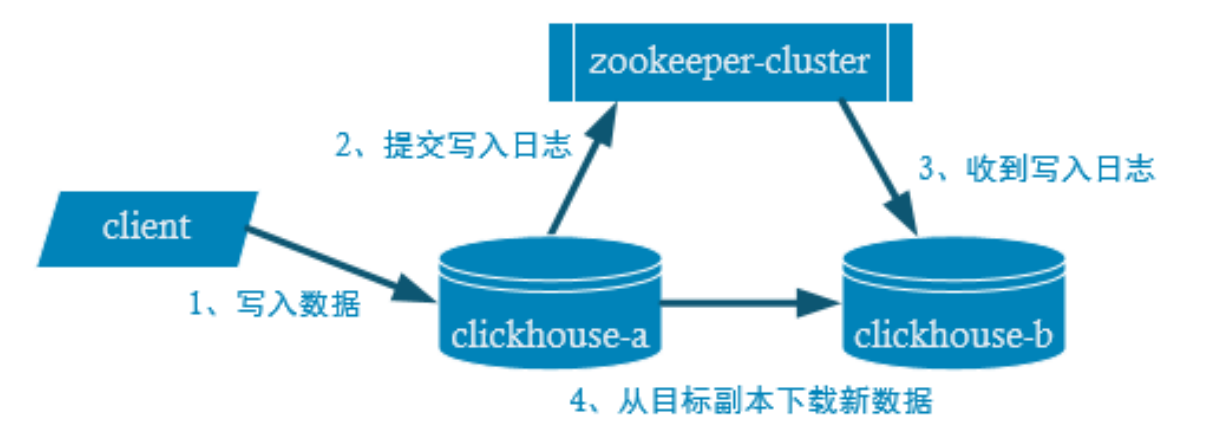 zookeeper-cluster
2、提交写入日志
3、收到写入日志
client
1、写入数据
clickhouse-a
clickhouse-b
4、从目标副本下载新数据